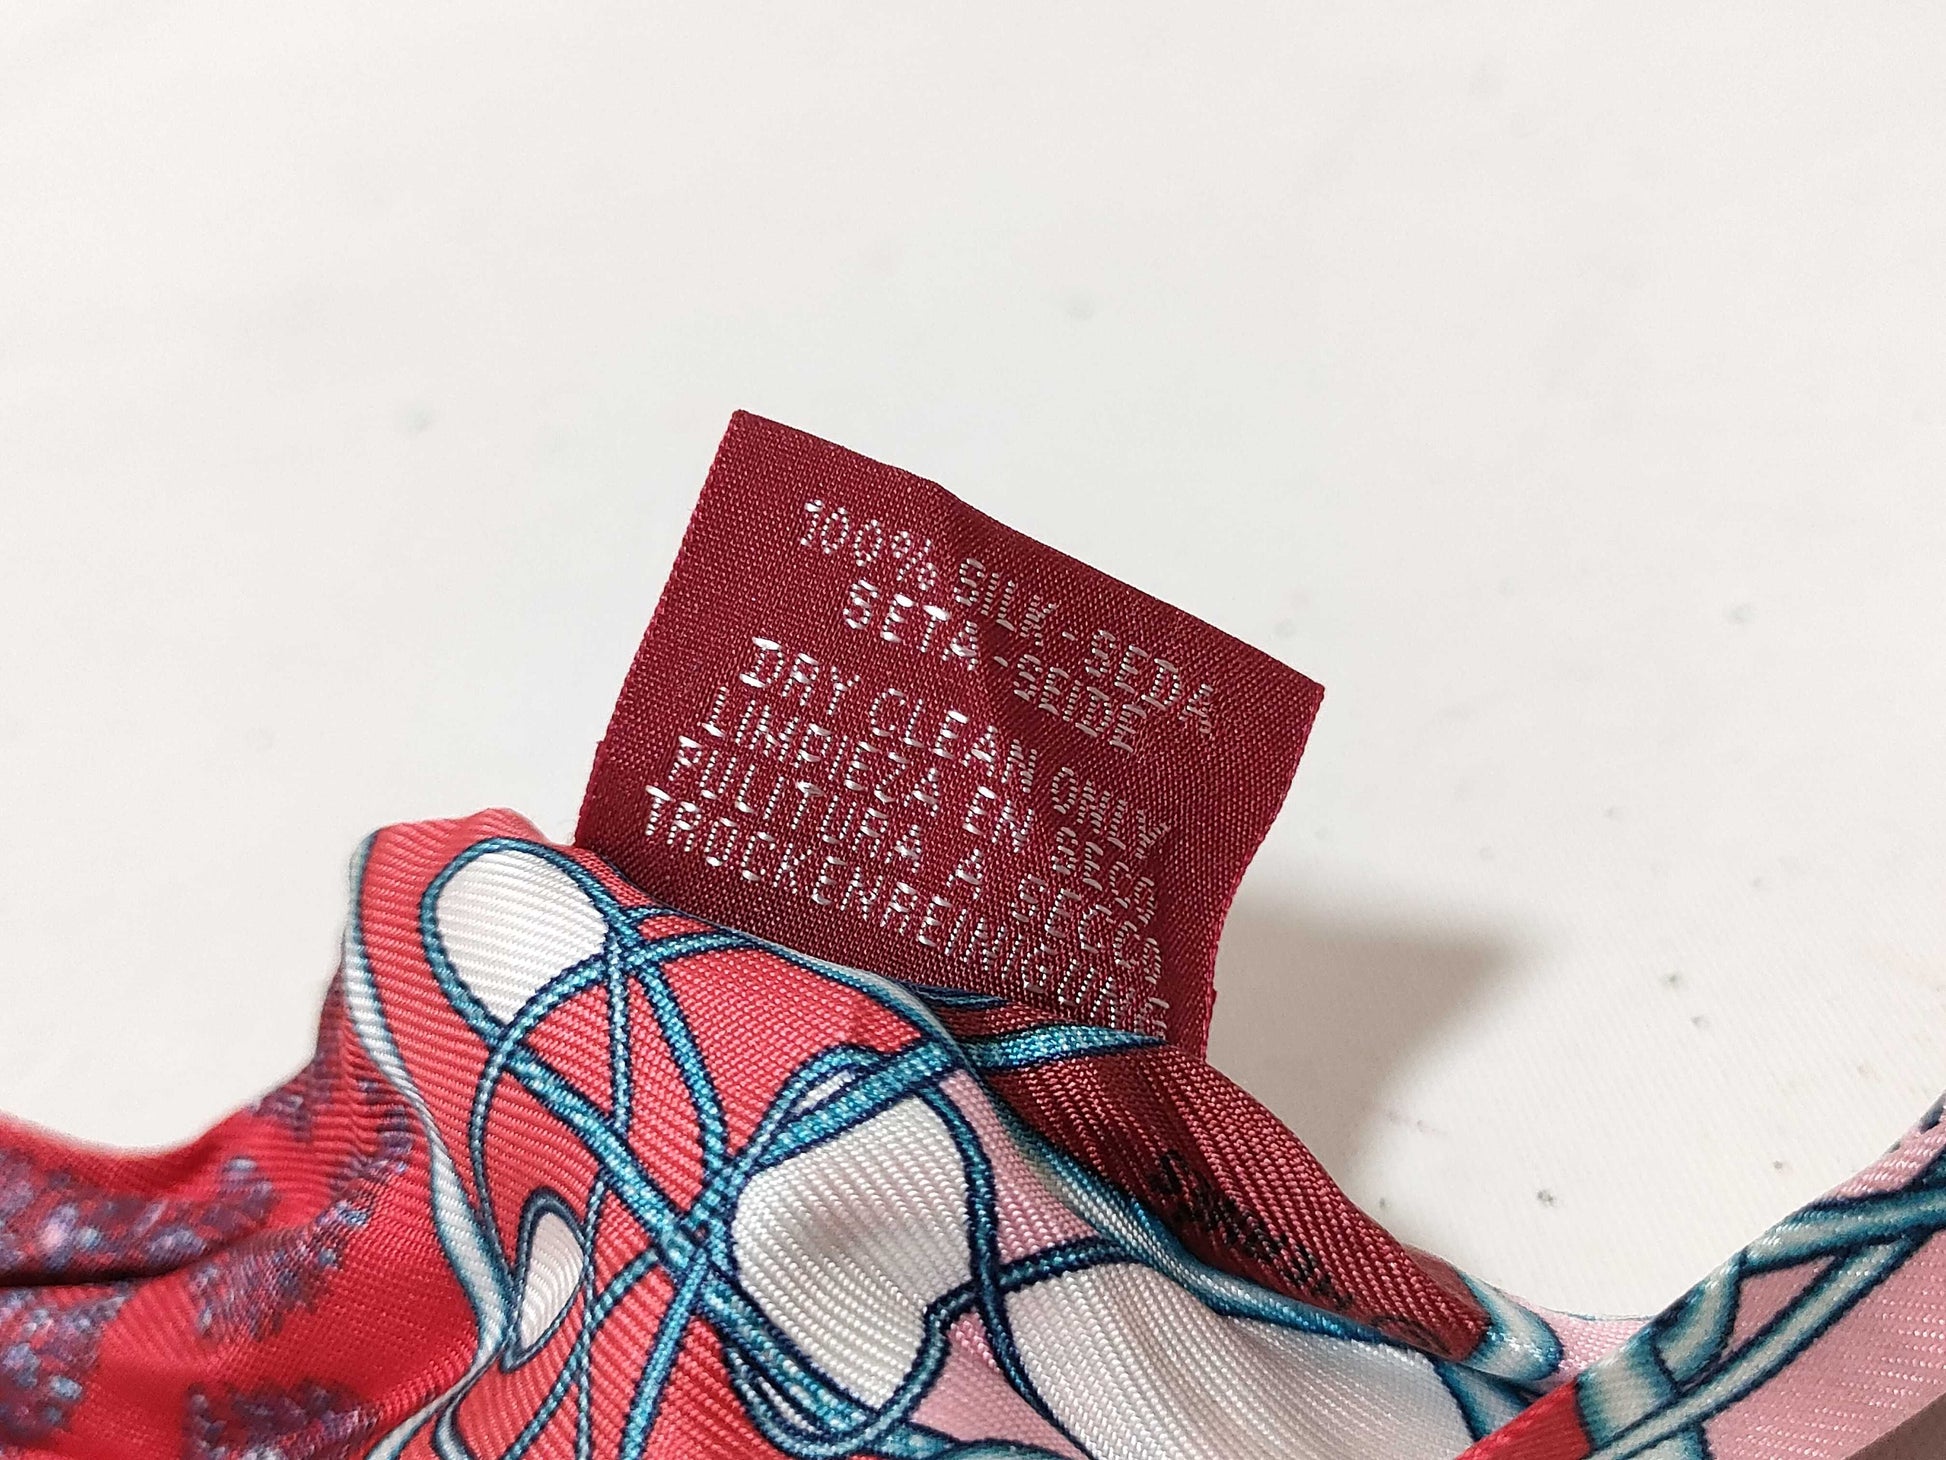 100% SILK - SEDA
SETA - SEIDE
DRY CLEAN ONLY
LIMPIEZA EN SECO
PULITURA A SECCO
TROCKENREINIGUNG